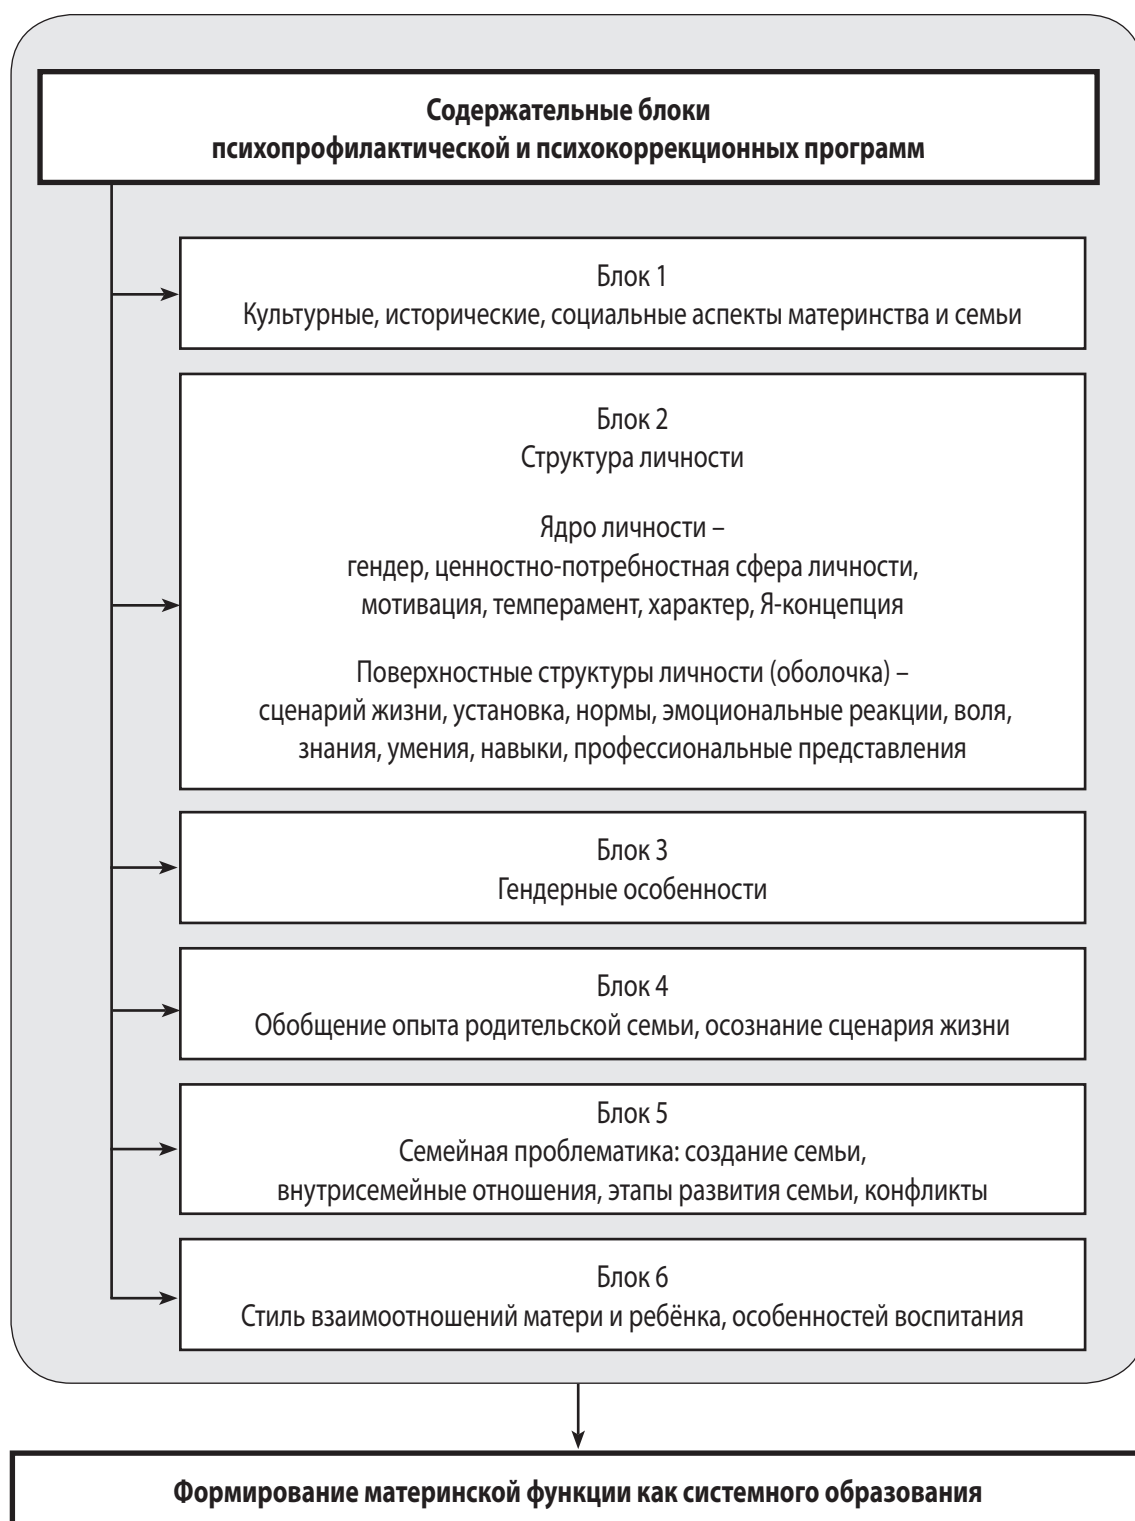 Содержательные блоки
психопрофилактической и психокоррекционных программ
Блок 1
Культурные, исторические, социальные аспекты материнства и семьи
Блок 2
Структура личности
Ядро личности –
гендер, ценностно-потребностная сфера личности,
мотивация, темперамент, характер, Я-концепция
Поверхностные структуры личности (оболочка) –
сценарий жизни, установка, нормы, эмоциональные реакции, воля,
знания, умения, навыки, профессиональные представления
Блок 3
Гендерные особенности
Блок 4
Обобщение опыта родительской семьи, осознание сценария жизни
Блок 5
Семейная проблематика: создание семьи,
внутрисемейные отношения, этапы развития семьи, конфликты
Блок 6
Стиль взаимоотношений матери и ребёнка, особенностей воспитания
Формирование материнской функции как системного образования